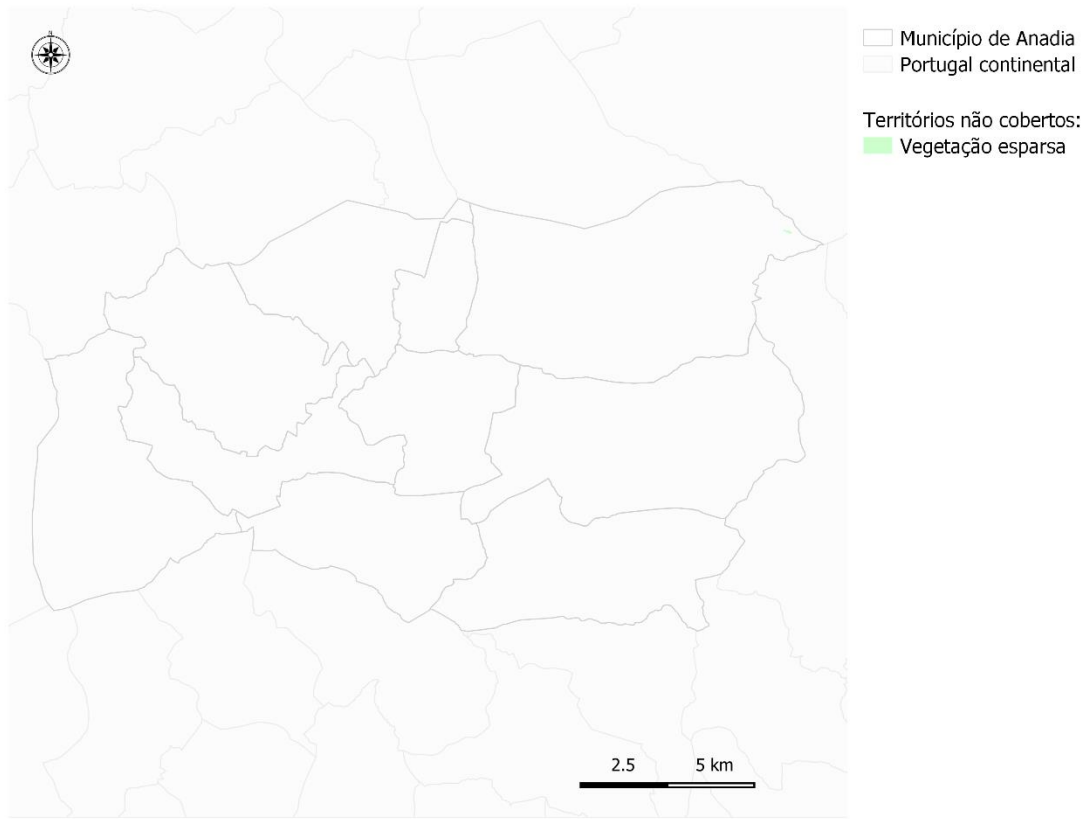 Município de Anadia
Portugal continental
Territórios não cobertos:
Vegetação esparsa
2.5 5 km